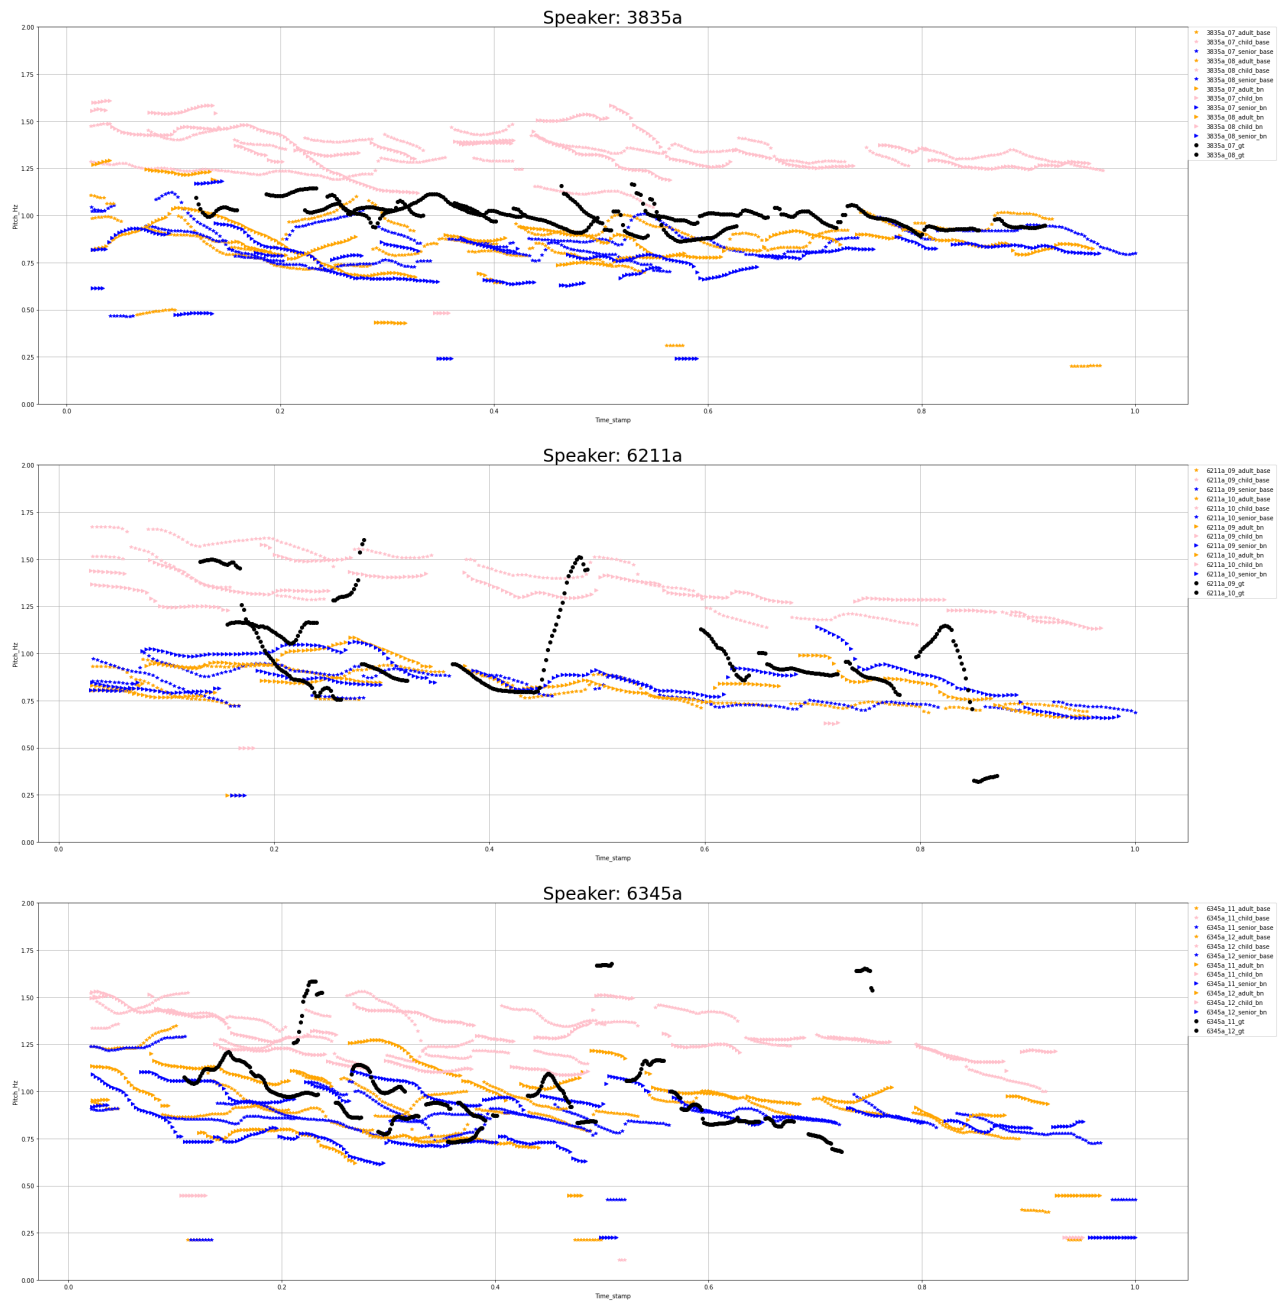 Speaker: 3835a
2.00
1.75
1.50
1.25
1.00
0.75
0.50
0.25
0.00
Pitch_Hz
0.0 0.2 0.4 0.6 0.8 1.0
Time_stamp
3835a_07_adult_base
3835a_07_child_base
3835a_07_senior_base
3835a_08_adult_base
3835a_08_child_base
3835a_08_senior_base
3835a_07_adult_bn
3835a_07_child_bn
3835a_07_senior_bn
3835a_08_adult_bn
3835a_08_child_bn
3835a_08_senior_bn
3835a_07_gt
3835a_08_gt
Speaker: 6211a
2.00
1.75
1.50
1.25
1.00
0.75
0.50
0.25
0.00
Pitch_Hz
0.0 0.2 0.4 0.6 0.8 1.0
Time_stamp
6211a_09_adult_base
6211a_09_child_base
6211a_09_senior_base
6211a_10_adult_base
6211a_10_child_base
6211a_10_senior_base
6211a_09_adult_bn
6211a_09_child_bn
6211a_09_senior_bn
6211a_10_adult_bn
6211a_10_child_bn
6211a_10_senior_bn
6211a_09_gt
6211a_10_gt
Speaker: 6345a
2.00
1.75
1.50
1.25
1.00
0.75
0.50
0.25
0.00
Pitch_Hz
0.0 0.2 0.4 0.6 0.8 1.0
Time_stamp
6345a_11_adult_base
6345a_11_child_base
6345a_11_senior_base
6345a_12_adult_base
6345a_12_child_base
6345a_12_senior_base
6345a_11_adult_bn
6345a_11_child_bn
6345a_11_senior_bn
6345a_12_adult_bn
6345a_12_child_bn
6345a_12_senior_bn
6345a_11_gt
6345a_12_gt